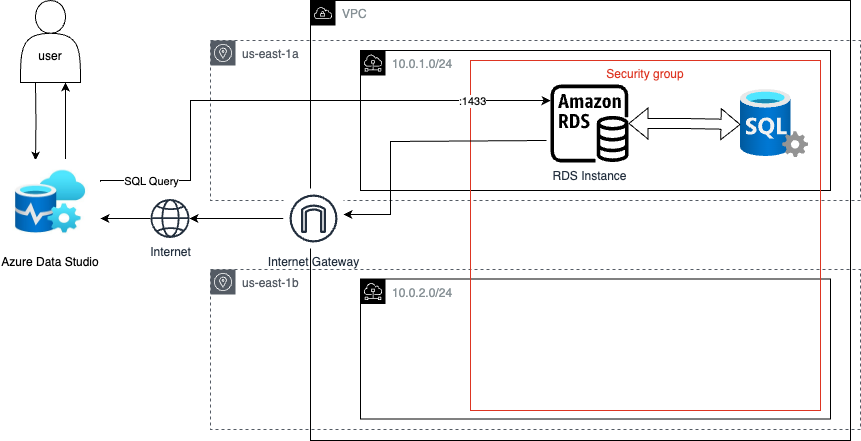 VPC
user
us-east-1a
10.0.1.0/24
Security group
:1433
Amazon
RDS
SQL
SQL Query
RDS Instance
Internet
Azure Data Studio
Internet Gateway
us-east-1b
10.0.2.0/24